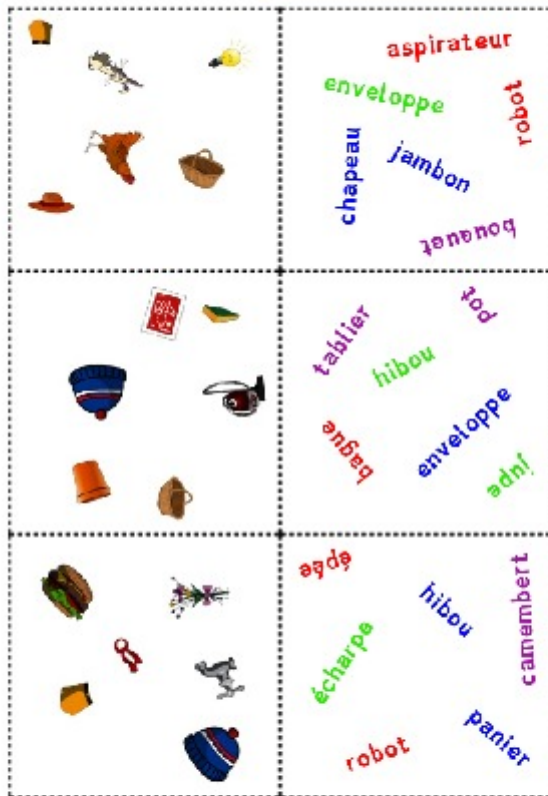 aspirateur
enveloppe
robot
chapeau
jambon
bouquet
tablier
pot
hibou
bague
enveloppe
jupe
épée
hibou
camembert
écharpe
panier
robot